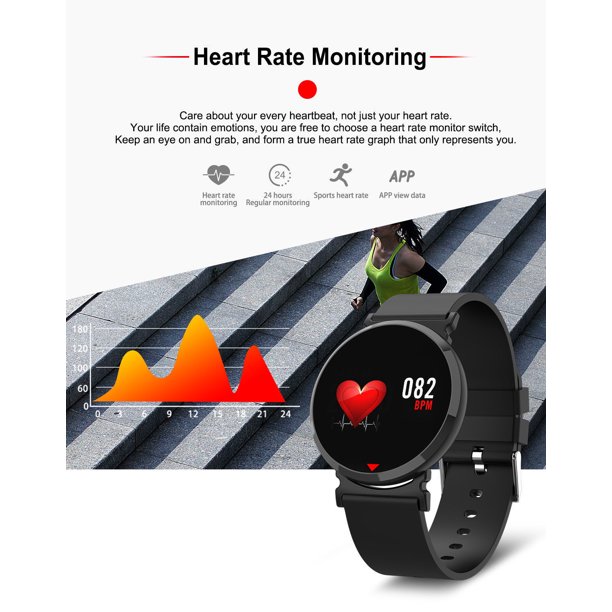 Heart Rate Monitoring
Care about your every heartbeat, not just your heart rate.
Your life contain emotions, you are free to choose a heart rate monitor switch,
Keep an eye on and grab, and form a true heart rate graph that only represents you.
24
APP
Heart rate
monitoring
24 hours
Regular monitoring
Sports heart rate
APP view data
180
120
100
60
0
0 3 6 9 12 15 18 21 24
082
BPM